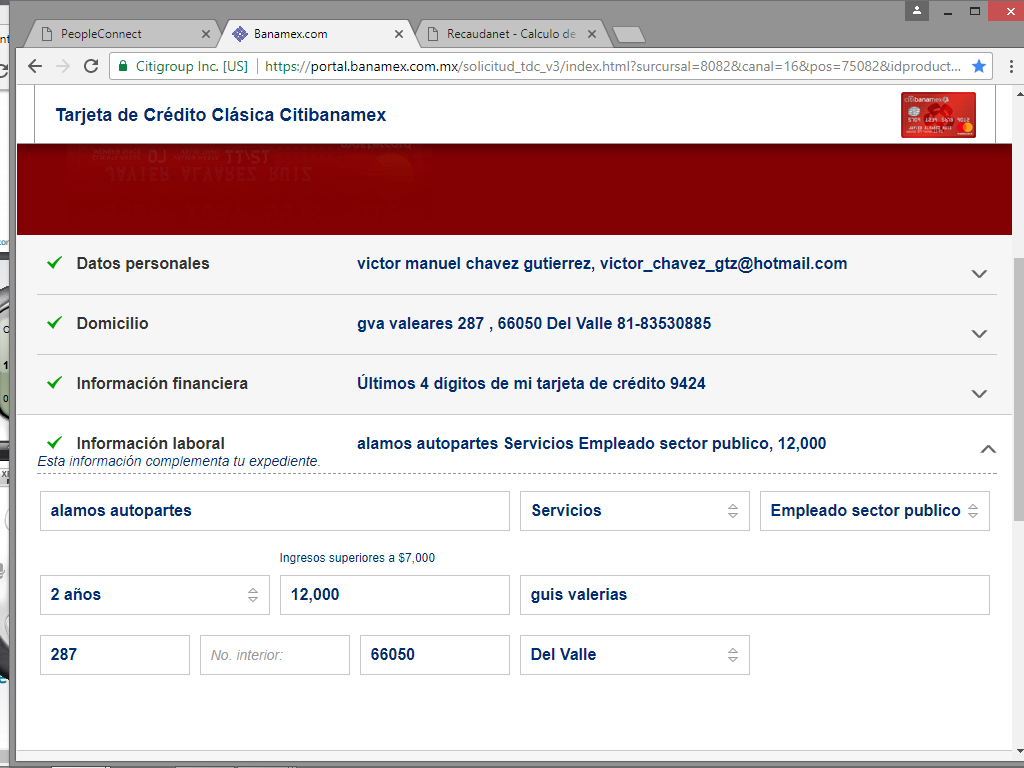 PeopleConnect
Banamex.com
Recaudanet - Calculo de
Citigroup Inc. [US]
https://portal.banamex.com.mx/solicitud_tdc_v3/index.html?surcursal=8082&canal=16&pos=75082&idproduct...
Tarjeta de Crédito Clásica Citibanamex
citibanamex
JAVIER ALVAREZ RUIZ
Datos personales
victor manuel chavez gutierrez, victor_chavez_gtz@hotmail.com
Domicilio
gva valeares 287 , 66050 Del Valle 81-83530885
Información financiera
Últimos 4 dígitos de mi tarjeta de crédito 9424
Información laboral
alamos autopartes Servicios Empleado sector publico, 12,000
Esta información complementa tu expediente.
alamos autopartes
Servicios
Empleado sector publico
Ingresos superiores a $7,000
2 años
12,000
guis valerias
287
No. interior:
66050
Del Valle